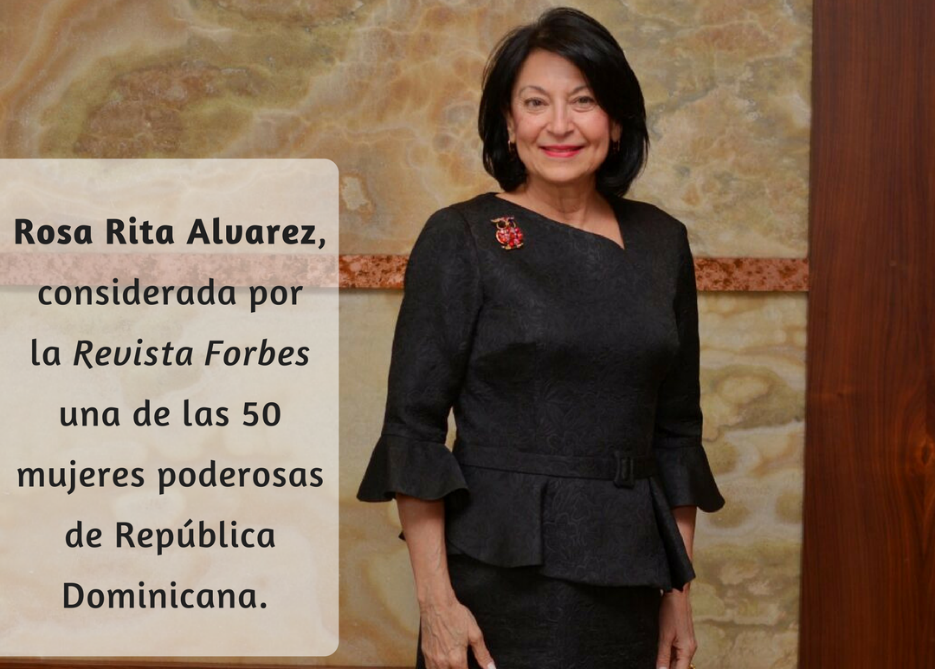 Rosa Rita Alvarez,
considerada por
la Revista Forbes
una de las 50
mujeres poderosas
de República
Dominicana.